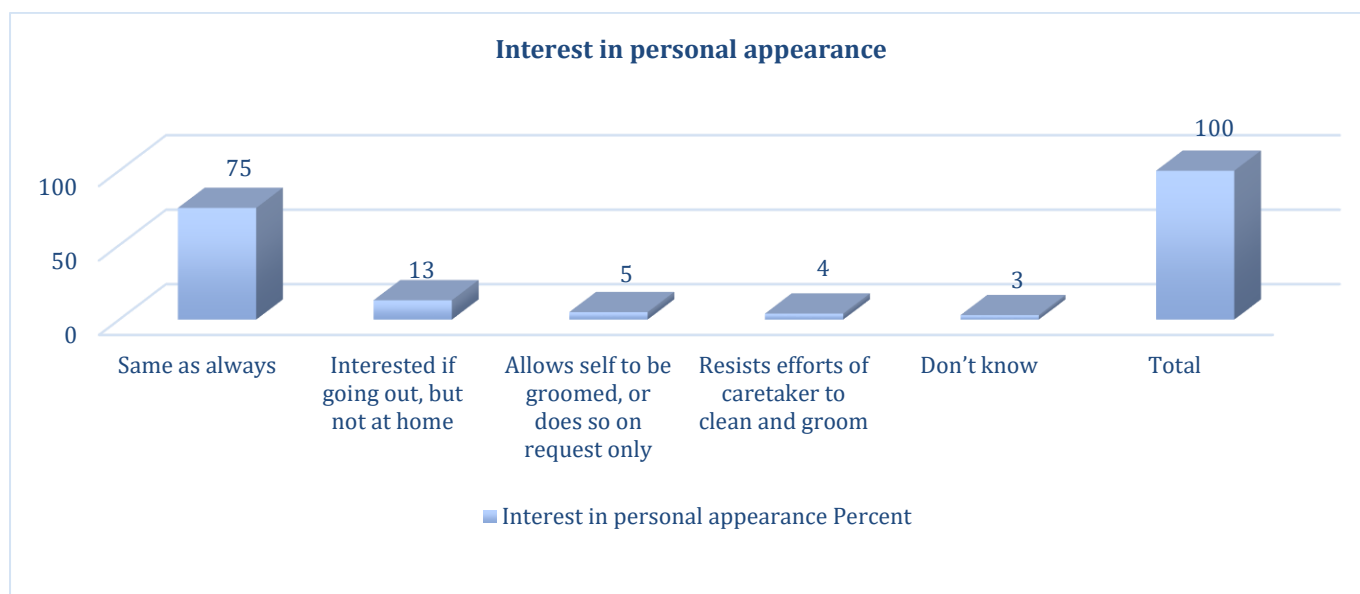 Interest in personal appearance
100
75
100
13
50
5
4
3
0
Same as always
Interested if
going out, but
not at home
Allows self to be
groomed, or
does so on
request only
Resists efforts of
caretaker to
clean and groom
Don’t know
Total
Interest in personal appearance Percent